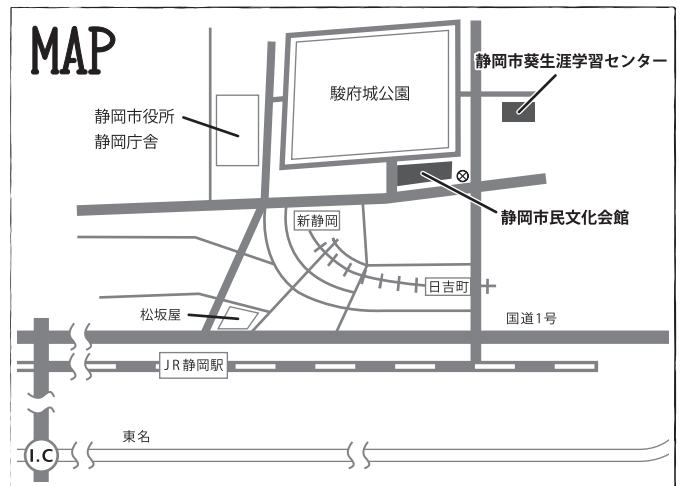 MAP
静岡市葵生涯学習センター
駿府城公園
静岡市役所
静岡庁舎
静岡市民文化会館
新静岡
日吉町
松坂屋
国道1号
JR静岡駅
東名
I.C